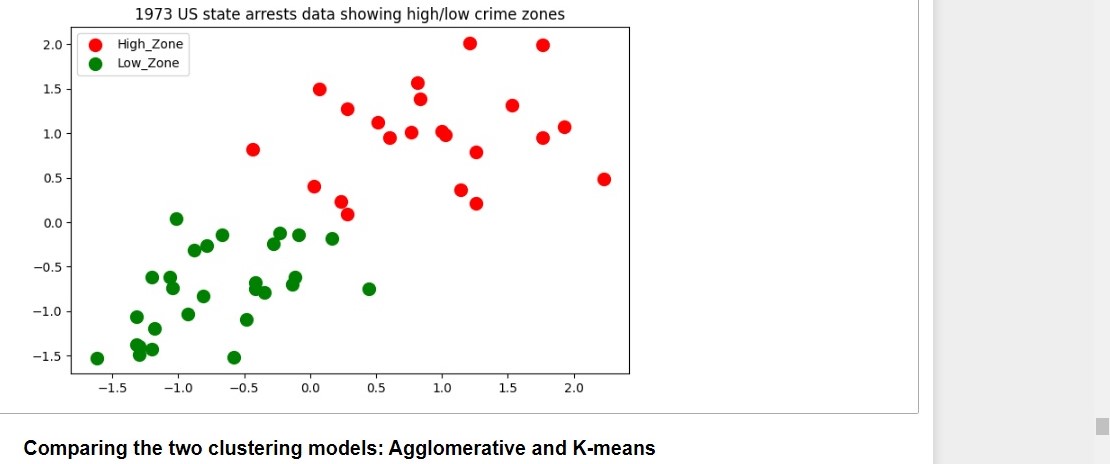 1973 US state arrests data showing high/low crime zones
High_Zone
Low_Zone
2.0
1.5
1.0
0.5
0.0
−0.5
−1.0
−1.5
−1.5 −1.0 −0.5 0.0 0.5 1.0 1.5 2.0
Comparing the two clustering models: Agglomerative and K-means